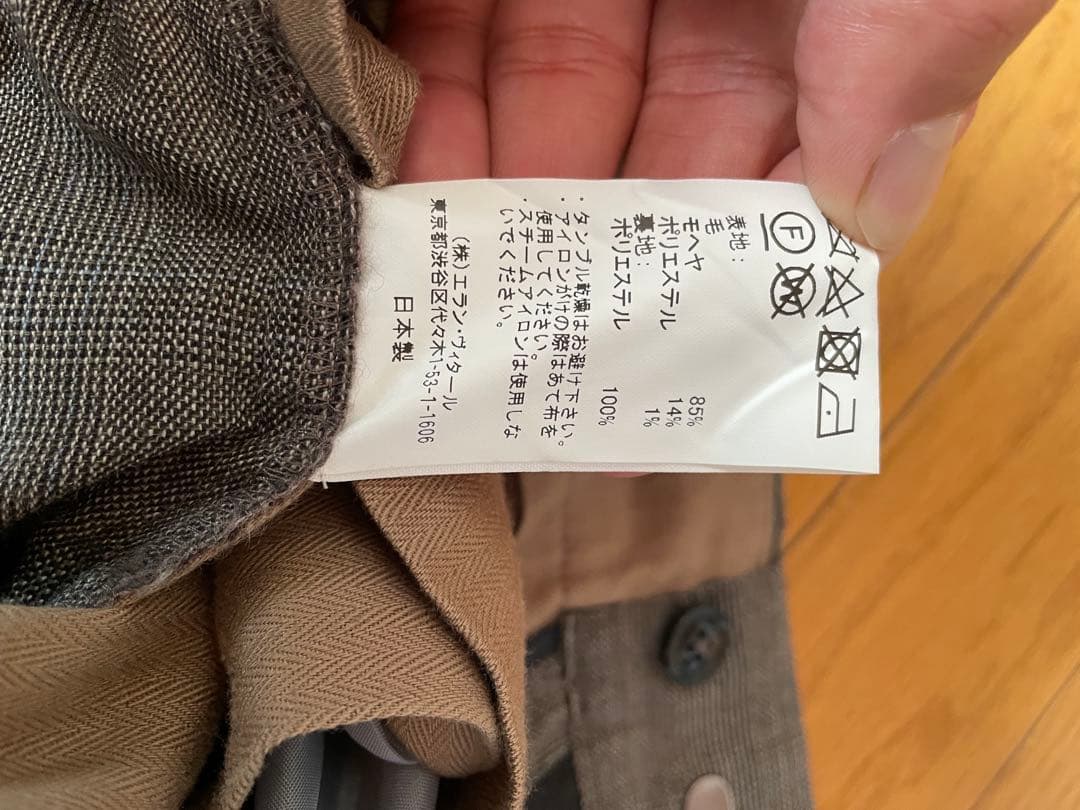 F
W
表地:
毛 85%
モヘヤ 14%
ポリエステル 1%
裏地:
ポリエステル 100%
・タンブル乾燥はお避け下さい。
・アイロンがけの際はあて布を
使用してください。
・スチームアイロンは使用しな
いでください。
(株)エラン・ヴィタール
東京都渋谷区代々木1-53-1-1606
日本製